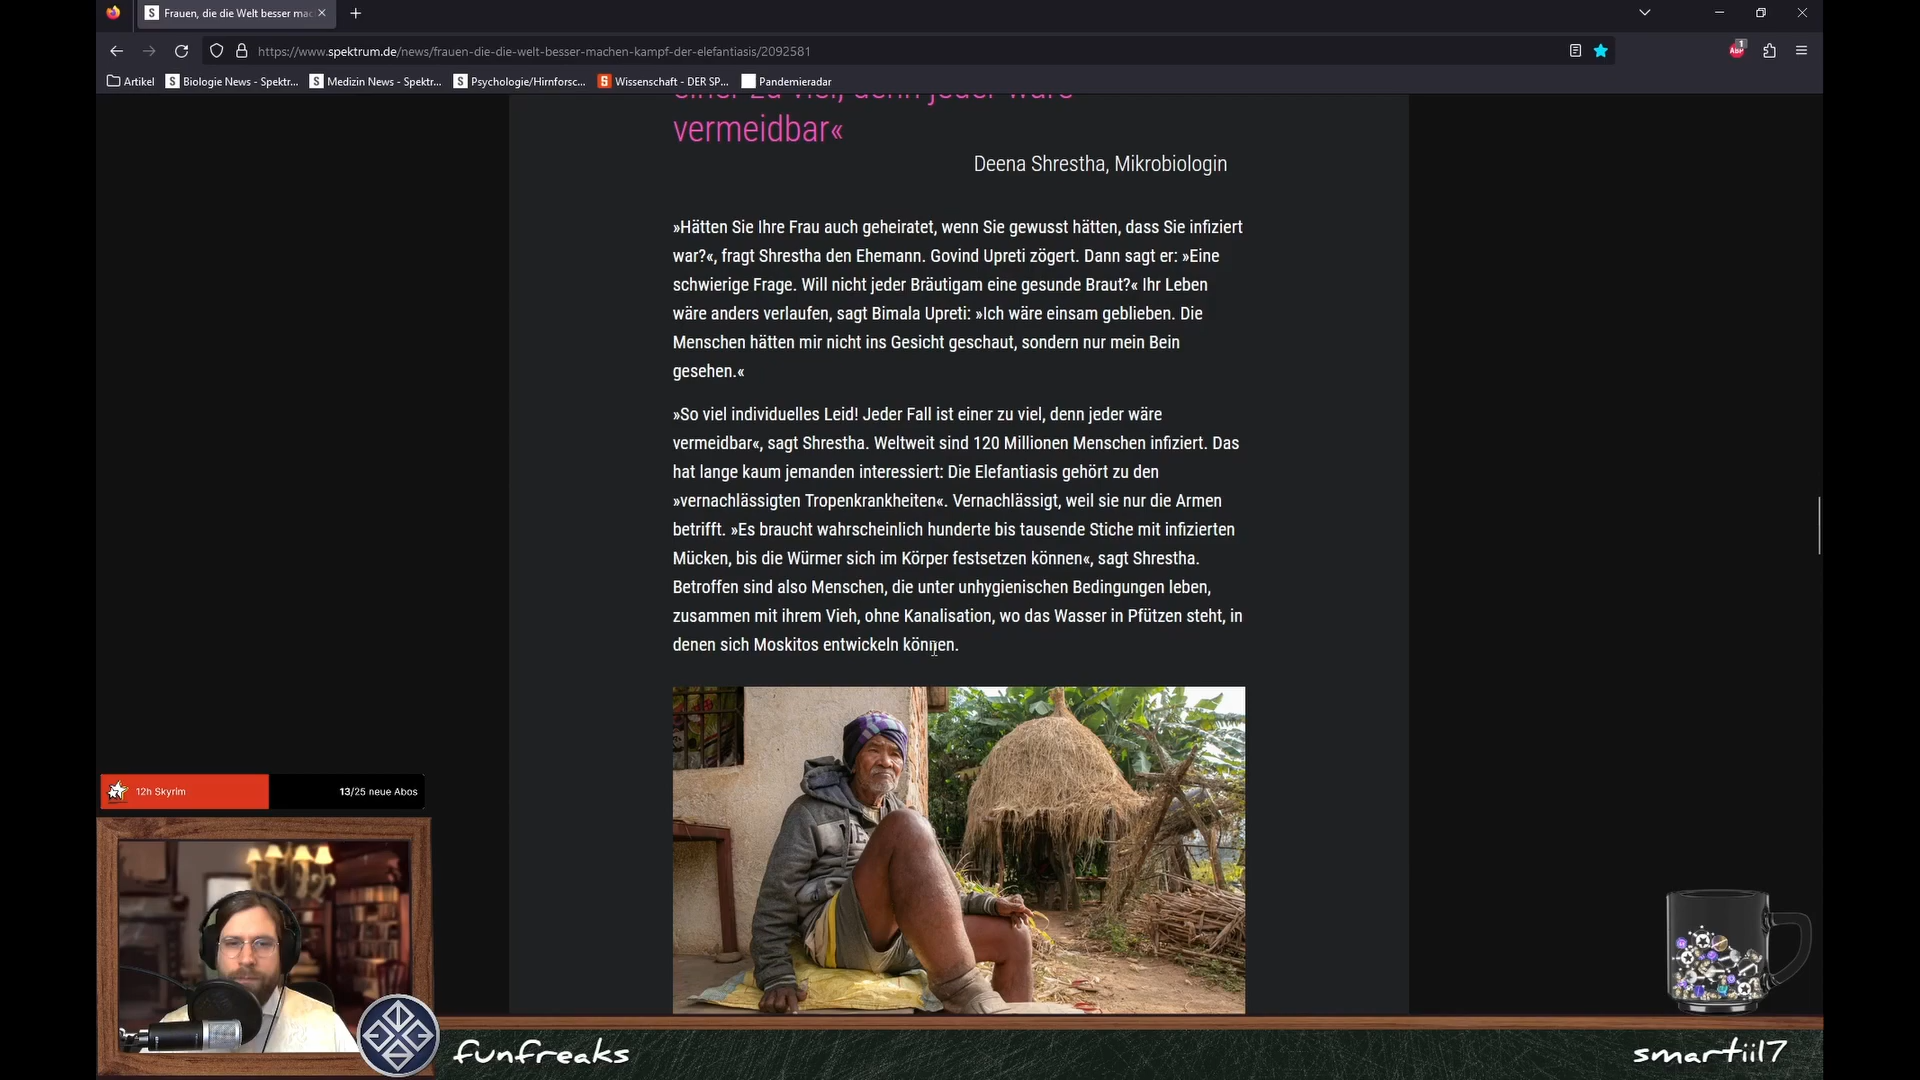 Frauen, die die Welt besser mac
https://www.spektrum.de/news/frauen-die-die-welt-besser-machen-kampf-der-elefantiasis/2092581
ABP 1
Artikel
Biologie News - Spektr...
Medizin News - Spektr...
Psychologie/Hirnforsc...
Wissenschaft - DER SP...
Pandemieradar
einer zu viel, denn jeder wäre
vermeidbar«
Deena Shrestha, Mikrobiologin
»Hätten Sie Ihre Frau auch geheiratet, wenn Sie gewusst hätten, dass Sie infiziert
war?«, fragt Shrestha den Ehemann. Govind Upreti zögert. Dann sagt er: »Eine
schwierige Frage. Will nicht jeder Bräutigam eine gesunde Braut?« Ihr Leben
wäre anders verlaufen, sagt Bimala Upreti: »Ich wäre einsam geblieben. Die
Menschen hätten mir nicht ins Gesicht geschaut, sondern nur mein Bein
gesehen.«
»So viel individuelles Leid! Jeder Fall ist einer zu viel, denn jeder wäre
vermeidbar«, sagt Shrestha. Weltweit sind 120 Millionen Menschen infiziert. Das
hat lange kaum jemanden interessiert: Die Elefantiasis gehört zu den
»vernachlässigten Tropenkrankheiten«. Vernachlässigt, weil sie nur die Armen
betrifft. »Es braucht wahrscheinlich hunderte bis tausende Stiche mit infizierten
Mücken, bis die Würmer sich im Körper festsetzen können«, sagt Shrestha.
Betroffen sind also Menschen, die unter unhygienischen Bedingungen leben,
zusammen mit ihrem Vieh, ohne Kanalisation, wo das Wasser in Pfützen steht, in
denen sich Moskitos entwickeln können.
12h Skyrim
13/25 neue Abos
funfreaks
smartii17